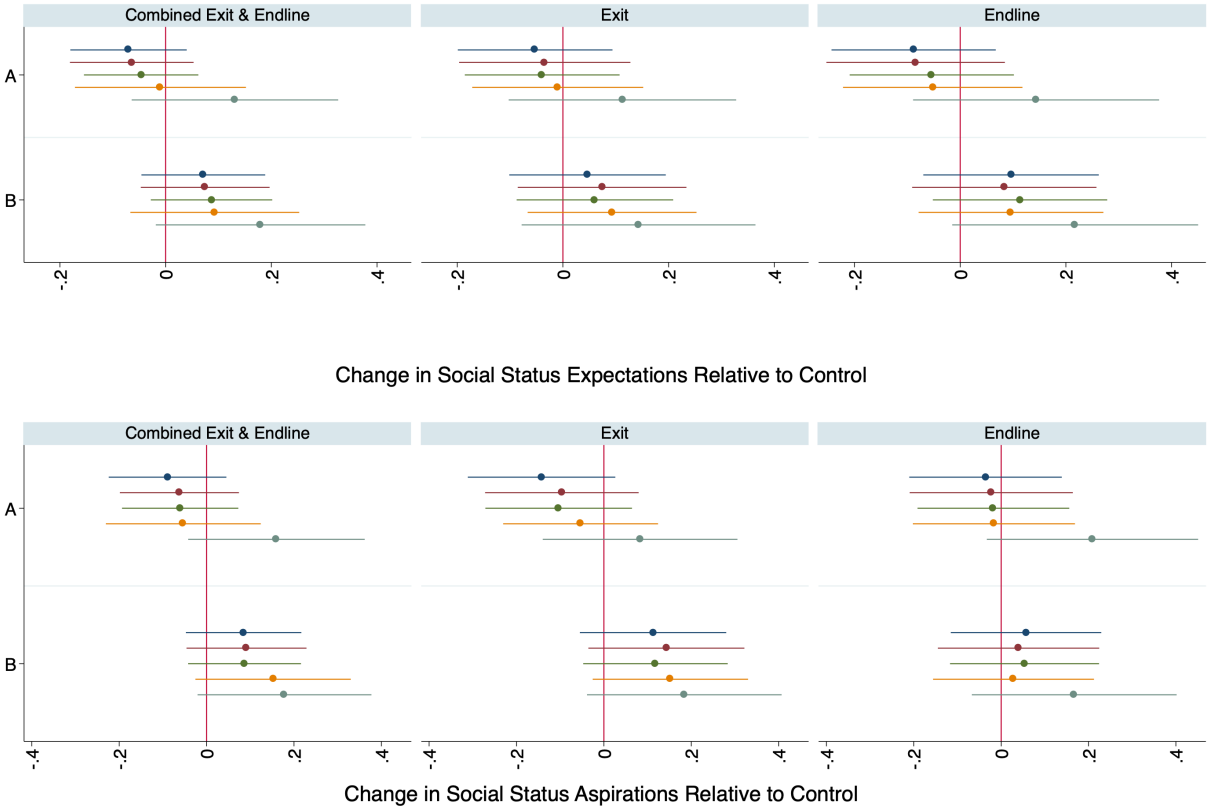 Combined Exit & Endline Exit Endline
A
B
-.2 0 .2 .4 -.2 0 .2 .4 -.2 0 .2 .4
Change in Social Status Expectations Relative to Control
Combined Exit & Endline Exit Endline
A
B
-.4 -.2 0 .2 .4 -.4 -.2 0 .2 .4 -.4 -.2 0 .2 .4
Change in Social Status Aspirations Relative to Control